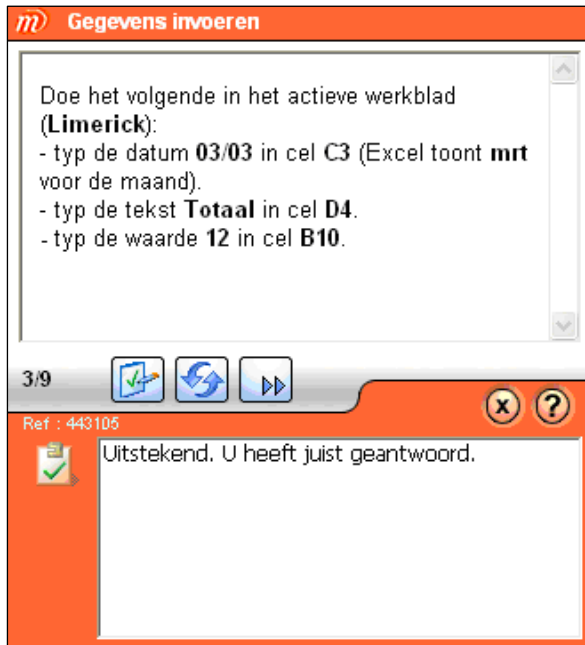 m Gegevens invoeren
Doe het volgende in het actieve werkblad
(Limerick):
- typ de datum 03/03 in cel C3 (Excel toont mrt
voor de maand).
- typ de tekst Totaal in cel D4.
- typ de waarde 12 in cel B10.
3/9
x ?
Ref : 443105
Uitstekend. U heeft juist geantwoord.